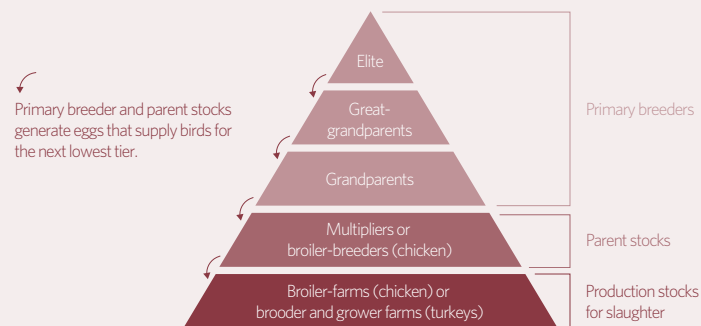 Elite
Primary breeder and parent stocks
generate eggs that supply birds for
the next lowest tier.
Great-
grandparents
Primary breeders
Grandparents
Multipliers or
broiler-breeders (chicken)
Parent stocks
Broiler-farms (chicken) or
brooder and grower farms (turkeys)
Production stocks
for slaughter